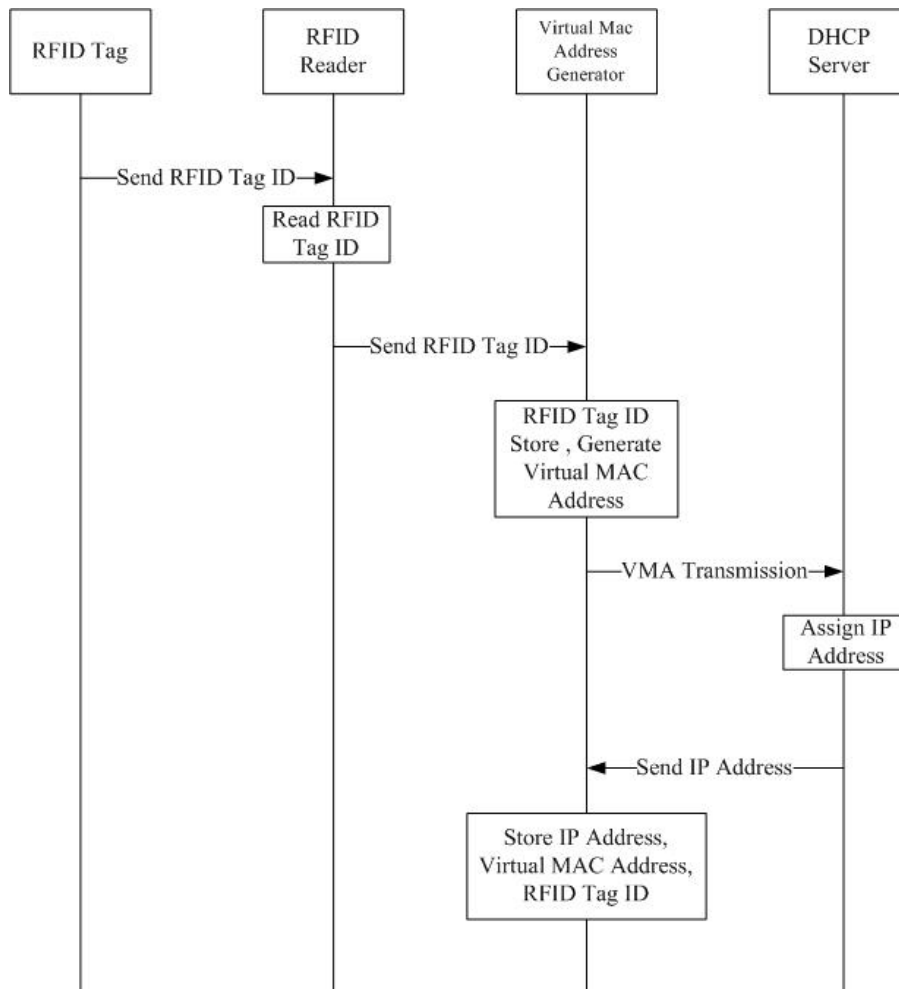 RFID Tag
RFID
Reader
Virtual Mac
Address
Generator
DHCP
Server
Send RFID Tag ID
Read RFID
Tag ID
Send RFID Tag ID
RFID Tag ID
Store , Generate
Virtual MAC
Address
VMA Transmission
Assign IP
Address
Send IP Address
Store IP Address,
Virtual MAC Address,
RFID Tag ID